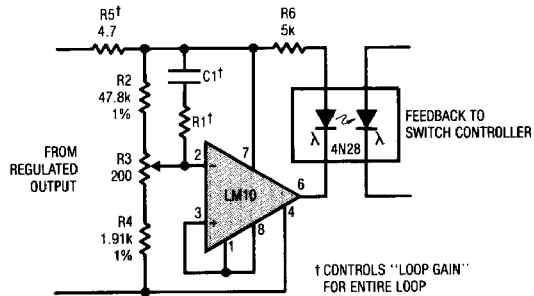 R5†
4.7
R6
5k
R2
47.8k
1%
C1†
R1†
FROM
REGULATED
OUTPUT
R3
200
R4
1.91k
1%
2
7
−
LM10
6
3
+
4
1
8
λ
4N28
λ
FEEDBACK TO
SWITCH CONTROLLER
† CONTROLS "LOOP GAIN"
FOR ENTIRE LOOP